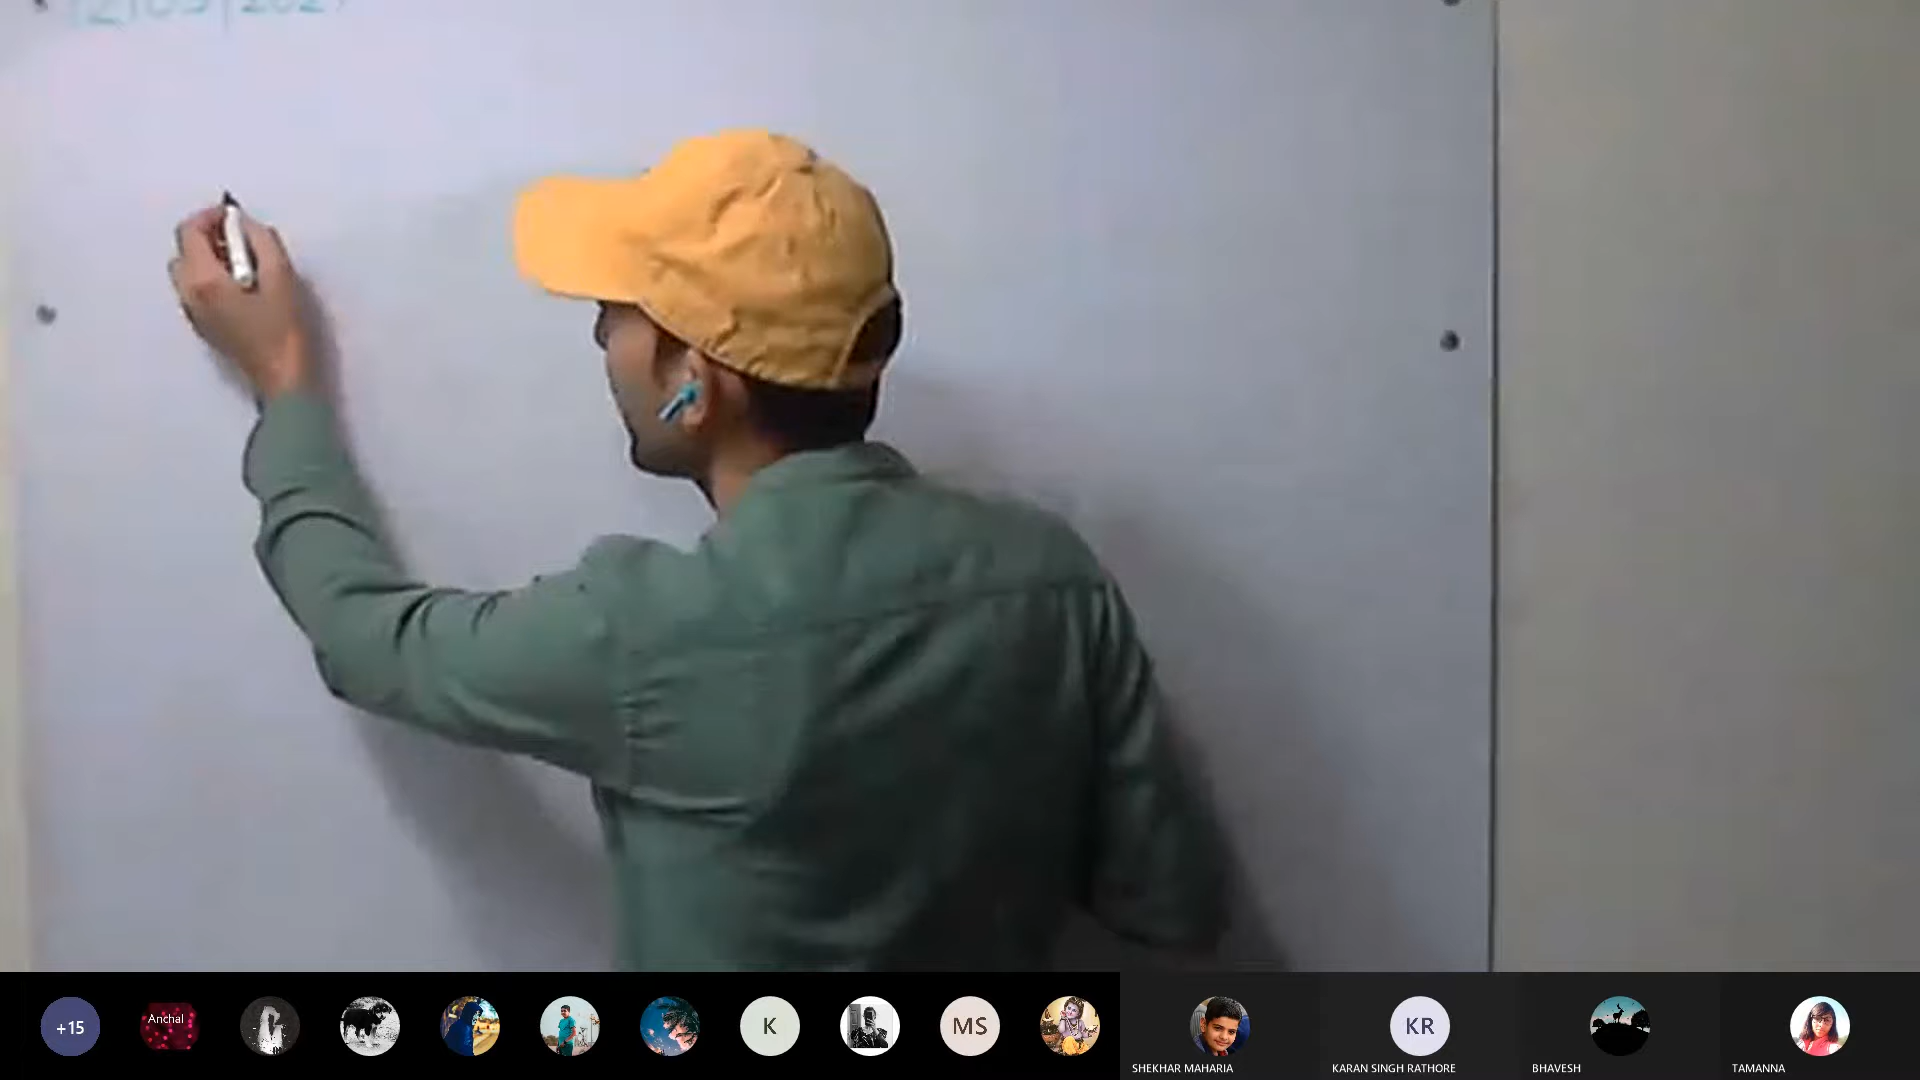 +15
Anchal
K
MS
SHEKHAR MAHARIA
KR
KARAN SINGH RATHORE
BHAVESH
TAMANNA